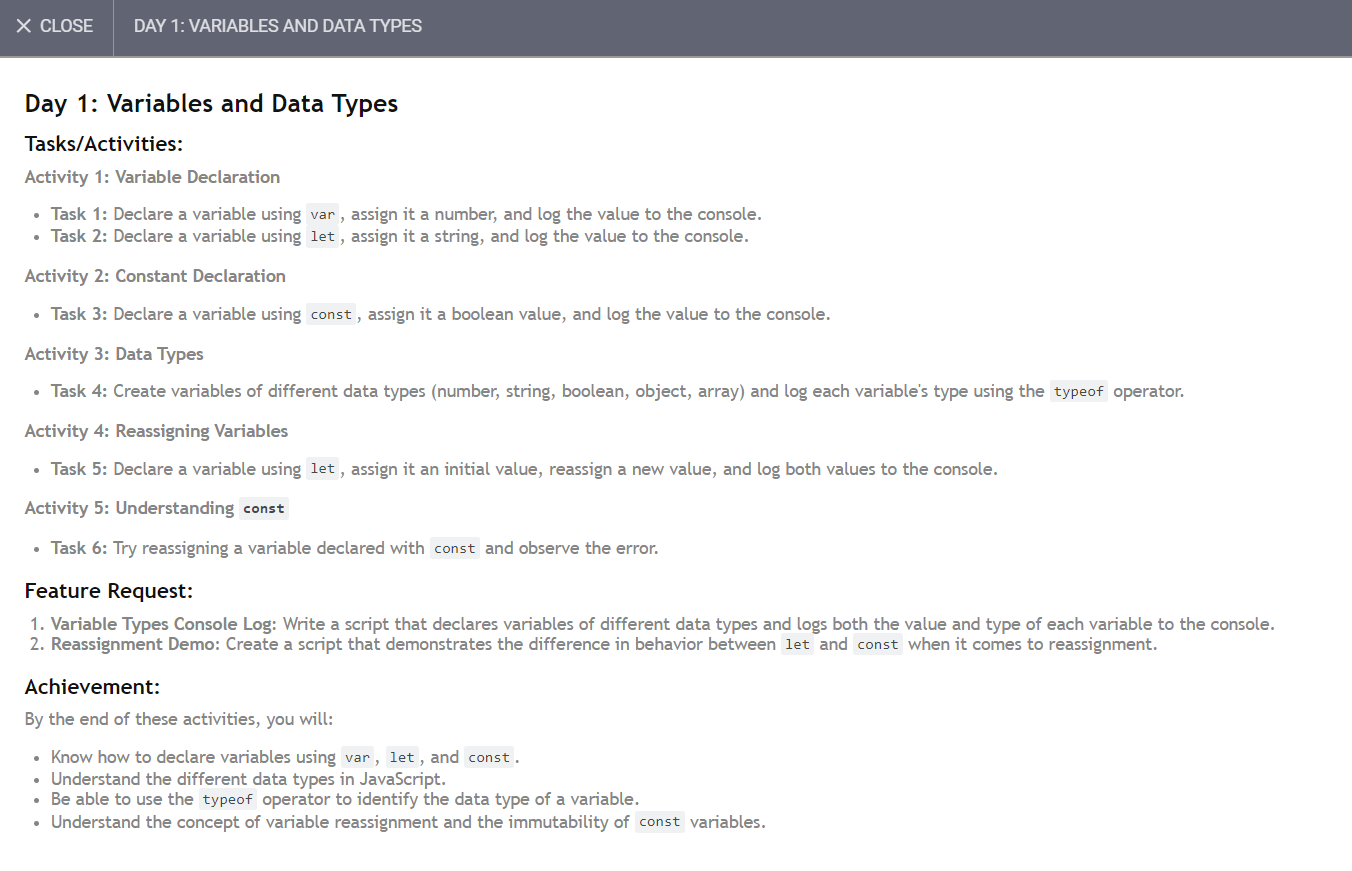 CLOSE
DAY 1: VARIABLES AND DATA TYPES
Day 1: Variables and Data Types
Tasks/Activities:
Activity 1: Variable Declaration
• Task 1: Declare a variable using var, assign it a number, and log the value to the console.
• Task 2: Declare a variable using let, assign it a string, and log the value to the console.
Activity 2: Constant Declaration
• Task 3: Declare a variable using const, assign it a boolean value, and log the value to the console.
Activity 3: Data Types
• Task 4: Create variables of different data types (number, string, boolean, object, array) and log each variable's type using the typeof operator.
Activity 4: Reassigning Variables
• Task 5: Declare a variable using let, assign it an initial value, reassign a new value, and log both values to the console.
Activity 5: Understanding const
• Task 6: Try reassigning a variable declared with const and observe the error.
Feature Request:
1. Variable Types Console Log: Write a script that declares variables of different data types and logs both the value and type of each variable to the console.
2. Reassignment Demo: Create a script that demonstrates the difference in behavior between let and const when it comes to reassignment.
Achievement:
By the end of these activities, you will:
• Know how to declare variables using var, let, and const.
• Understand the different data types in JavaScript.
• Be able to use the typeof operator to identify the data type of a variable.
• Understand the concept of variable reassignment and the immutability of const variables.